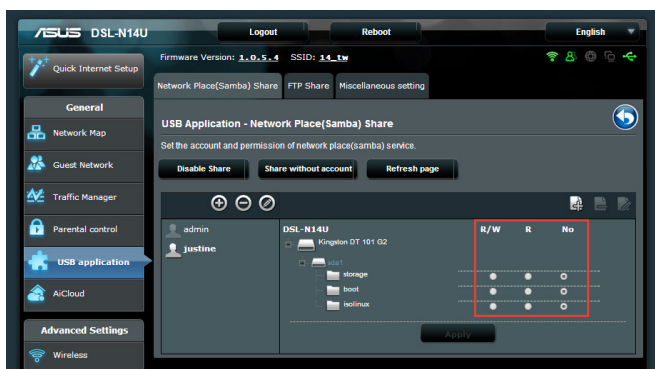 ASUS DSL-N14U Logout Reboot English
Quick Internet Setup
Firmware Version: 1.0.5.4 SSID: 14_tw
Network Place(Samba) Share FTP Share Miscellaneous setting
General
Network Map
Guest Network
Traffic Manager
Parental control
USB application
AiCloud
Advanced Settings
Wireless
USB Application - Network Place(Samba) Share
Set the account and permission of network place(samba) service.
Disable Share Share without account Refresh page
admin
justine
DSL-N14U R/W R No
Kingston DT 101 G2
sda1
storage
boot
isolinux
Apply